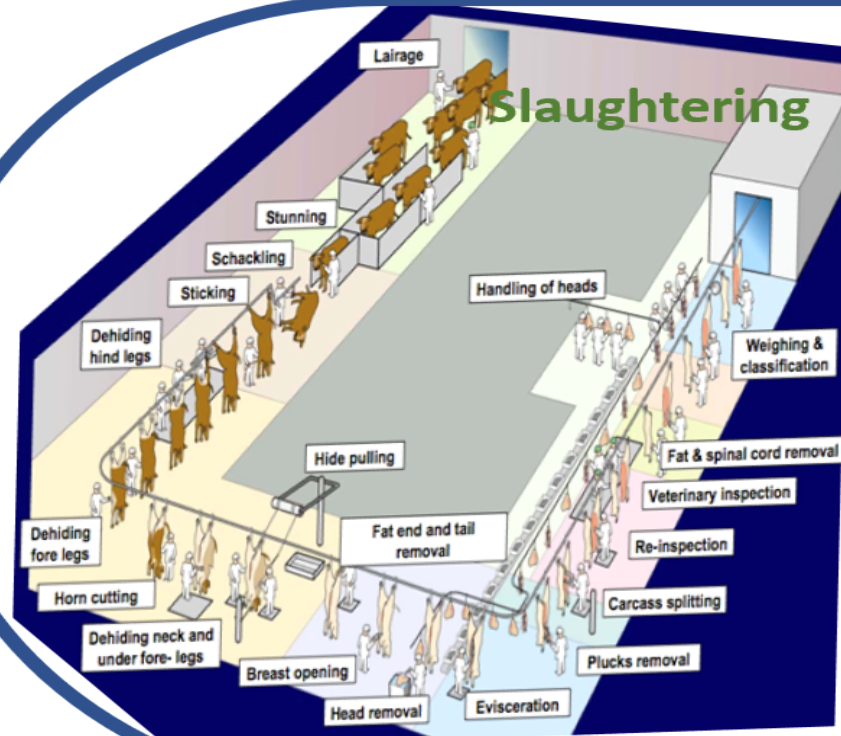 Lairage
Slaughtering
Stunning
Schackling
Sticking
Dehiding
hind legs
Handling of heads
Weighing &
classification
Hide pulling
Fat & spinal cord removal
Veterinary inspection
Dehiding
fore legs
Fat end and tail
removal
Re-inspection
Horn cutting
Carcass splitting
Dehiding neck and
under fore- legs
Breast opening
Plucks removal
Head removal
Evisceration